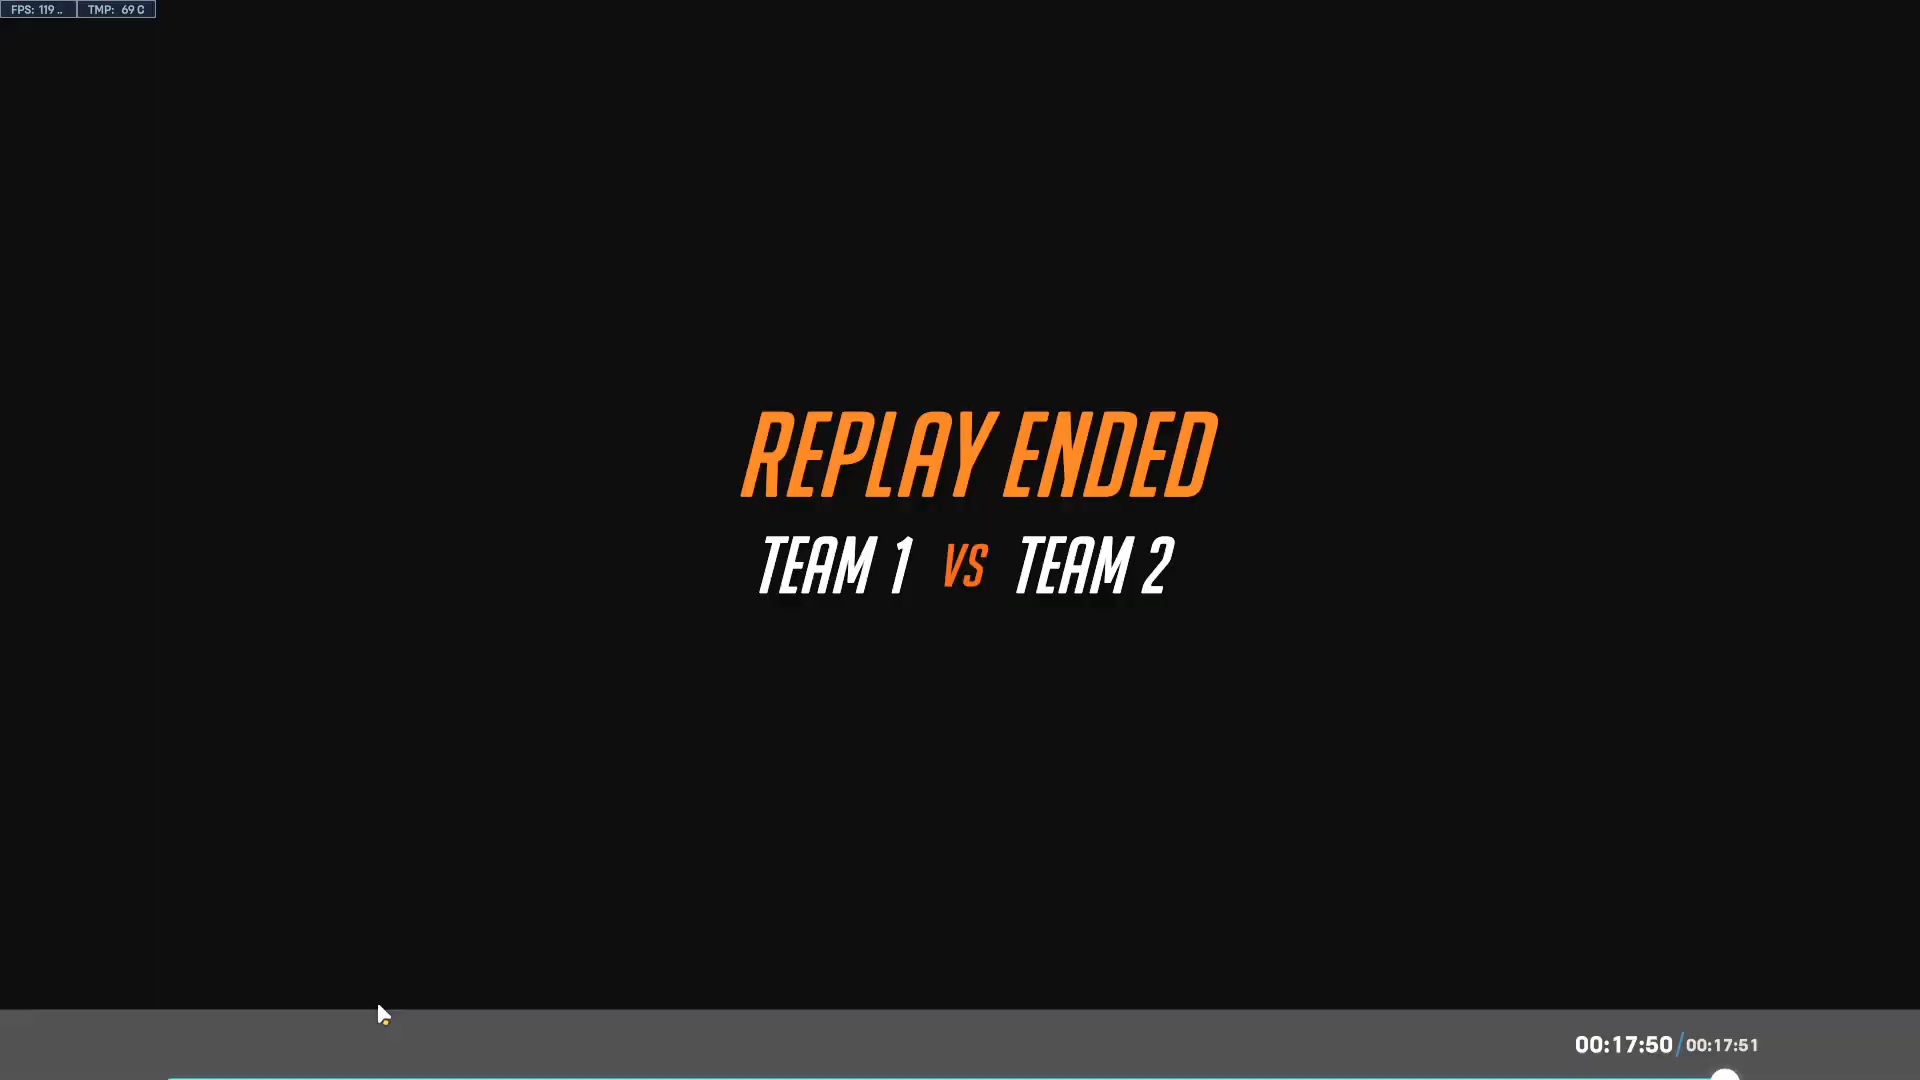 FPS: 119 ..
TMP: 69 C
REPLAY ENDED
TEAM 1 VS TEAM 2
00:17:50/00:17:51